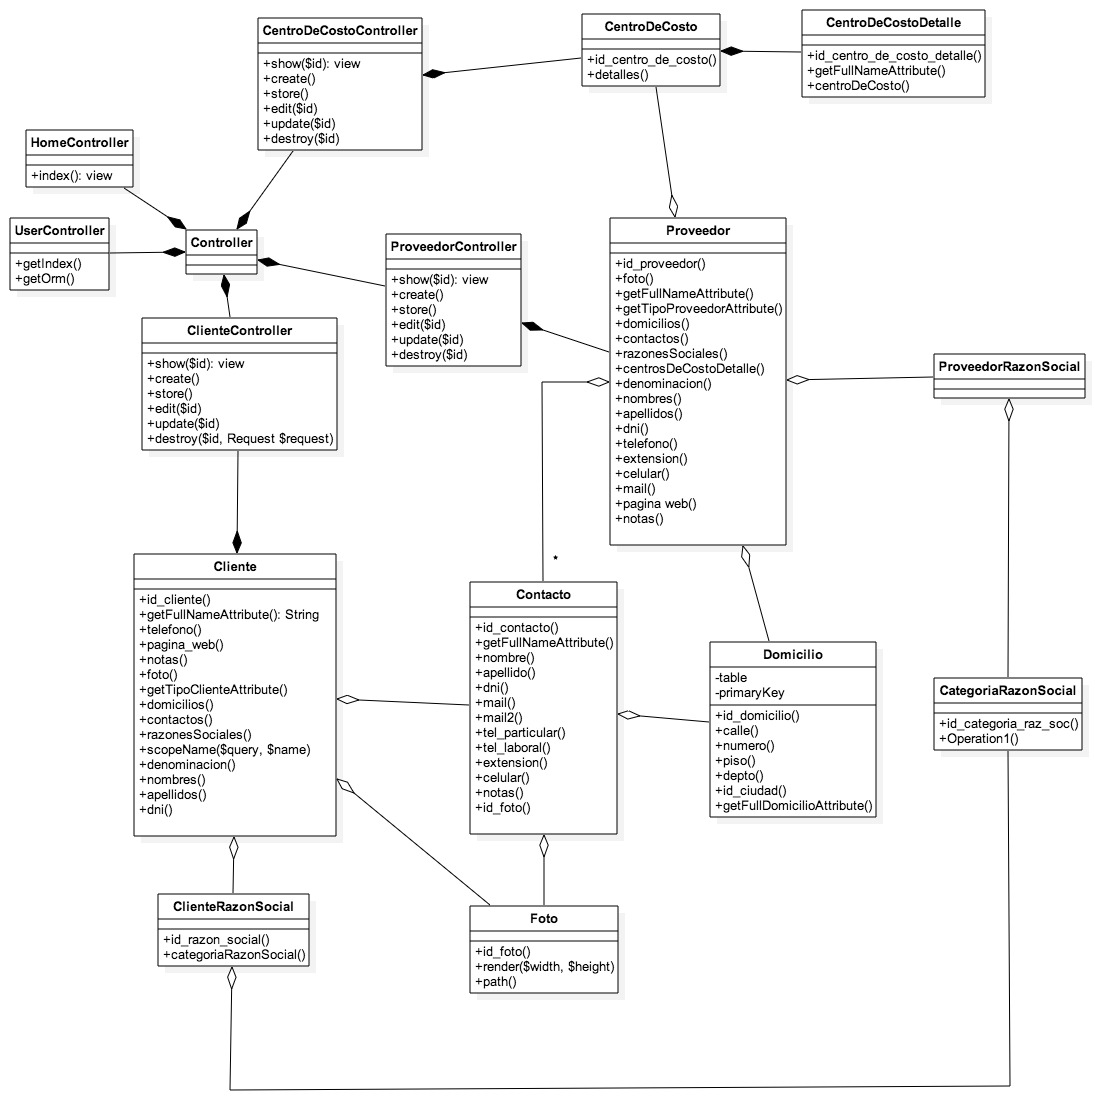 CentroDeCostoController
+show($id): view
+create()
+store()
+edit($id)
+update($id)
+destroy($id)
CentroDeCosto
+id_centro_de_costo()
+detalles()
CentroDeCostoDetalle
+id_centro_de_costo_detalle()
+getFullNameAttribute()
+centroDeCosto()
HomeController
+index(): view
UserController
+getIndex()
+getOrm()
Controller
ProveedorController
+show($id): view
+create()
+store()
+edit($id)
+update($id)
+destroy($id)
Proveedor
+id_proveedor()
+foto()
+getFullNameAttribute()
+getTipoProveedorAttribute()
+domicilios()
+contactos()
+razonesSociales()
+centrosDeCostoDetalle()
+denominacion()
+nombres()
+apellidos()
+dni()
+telefono()
+extension()
+celular()
+mail()
+pagina web()
+notas()
ProveedorRazonSocial
ClienteController
+show($id): view
+create()
+store()
+edit($id)
+update($id)
+destroy($id, Request $request)
*
Cliente
+id_cliente()
+getFullNameAttribute(): String
+telefono()
+pagina_web()
+notas()
+foto()
+getTipoClienteAttribute()
+domicilios()
+contactos()
+razonesSociales()
+scopeName($query, $name)
+denominacion()
+nombres()
+apellidos()
+dni()
Contacto
+id_contacto()
+getFullNameAttribute()
+nombre()
+apellido()
+dni()
+mail()
+mail2()
+tel_particular()
+tel_laboral()
+extension()
+celular()
+notas()
+id_foto()
Domicilio
-table
-primaryKey
+id_domicilio()
+calle()
+numero()
+piso()
+depto()
+id_ciudad()
+getFullDomicilioAttribute()
CategoriaRazonSocial
+id_categoria_raz_soc()
+Operation1()
ClienteRazonSocial
+id_razon_social()
+categoriaRazonSocial()
Foto
+id_foto()
+render($width, $height)
+path()